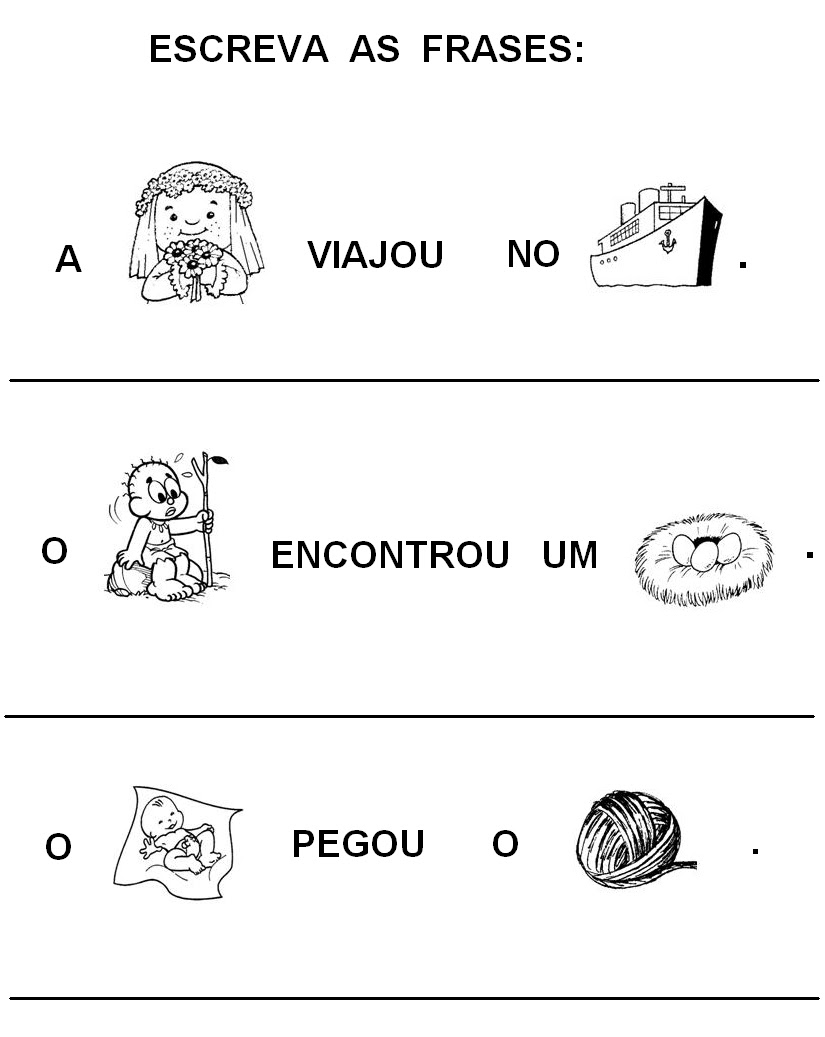 ESCREVA AS FRASES:
A VIAJOU NO .
O ENCONTROU UM .
O PEGOU O .